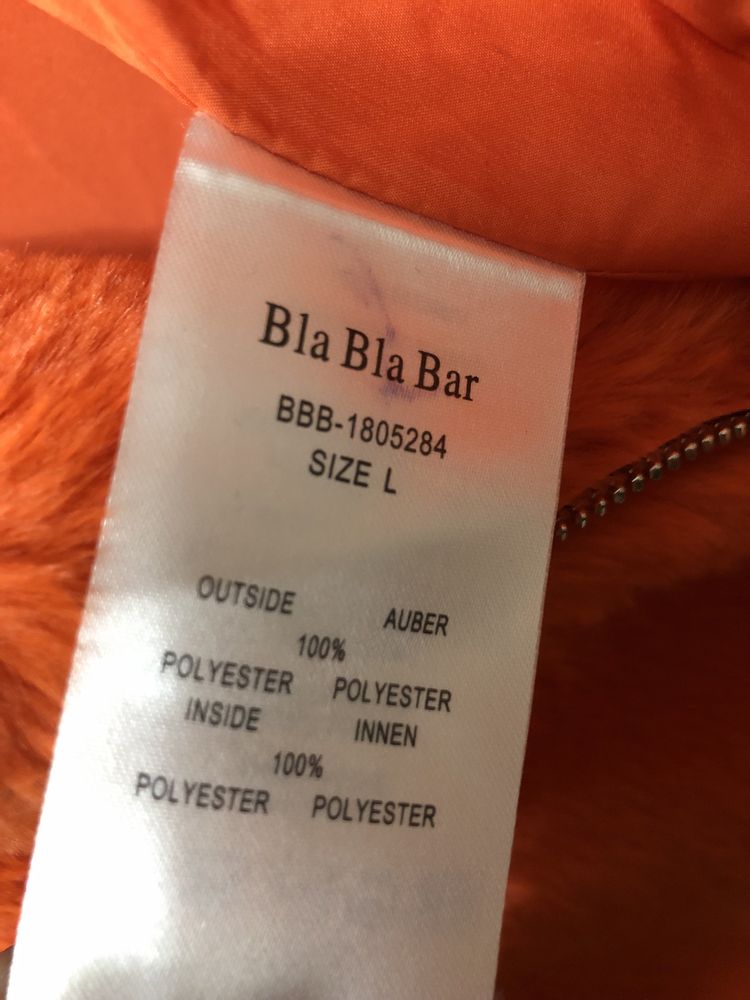 Bla Bla Bar
BBB-1805284
SIZE L
OUTSIDE AUBER
100%
POLYESTER POLYESTER
INSIDE INNEN
100%
POLYESTER POLYESTER